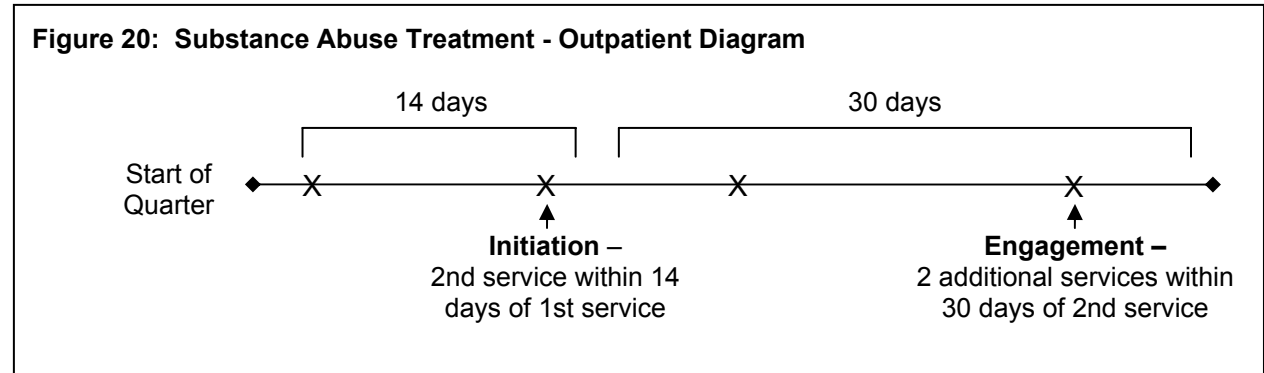 Figure 20: Substance Abuse Treatment - Outpatient Diagram
14 days
30 days
Start of
Quarter
X X X X
Initiation –
2nd service within 14
days of 1st service
Engagement –
2 additional services within
30 days of 2nd service